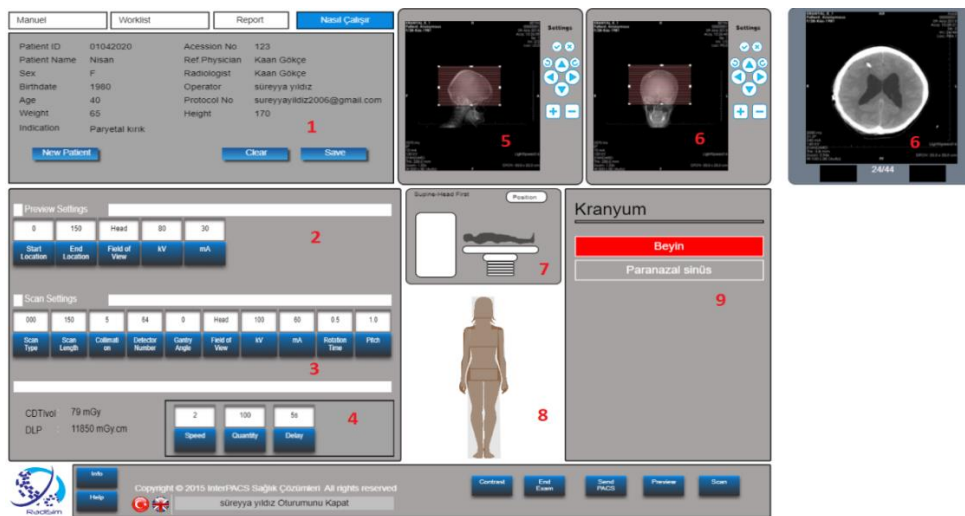 Manuel
Worklist
Report
Nasıl Çalışır
Patient ID 01042020 Acession No 123
Patient Name Nisan Ref.Physician Kaan Gökçe
Sex F Radiologist Kaan Gökçe
Birthdate 1980 Operator süreyya yıldız
Age 40 Protocol No sureyyayildiz2006@gmail.com
Weight 65 Height 170
Indication Paryetal kırık
1
New Patient
Clear
Save
Settings
5
Settings
6
6
24/44
Preview Settings
0 150 Head 80 30
Start Location
End Location
Field of View
kV
mA
2
Scan Settings
000 150 5 64 0 Head 100 60 0.5 1.0
Scan Type
Scan Length
Collimation
Detector Number
Gantry Angle
Field of View
kV
mA
Rotation Time
Pitch
3
CDTIvol 79 mGy
DLP : 11850 mGy.cm
2 100 5s
Speed
Quantity
Delay
4
Supine-Head First
Position
7
8
Kranyum
Beyin
Paranazal sinüs
9
RadiSim
Info
Help
Copyright © 2015 InterPACS Sağlık Çözümleri All rights reserved
süreyya yıldız Oturumunu Kapat
Contrast
End Exam
Send PACS
Preview
Scan